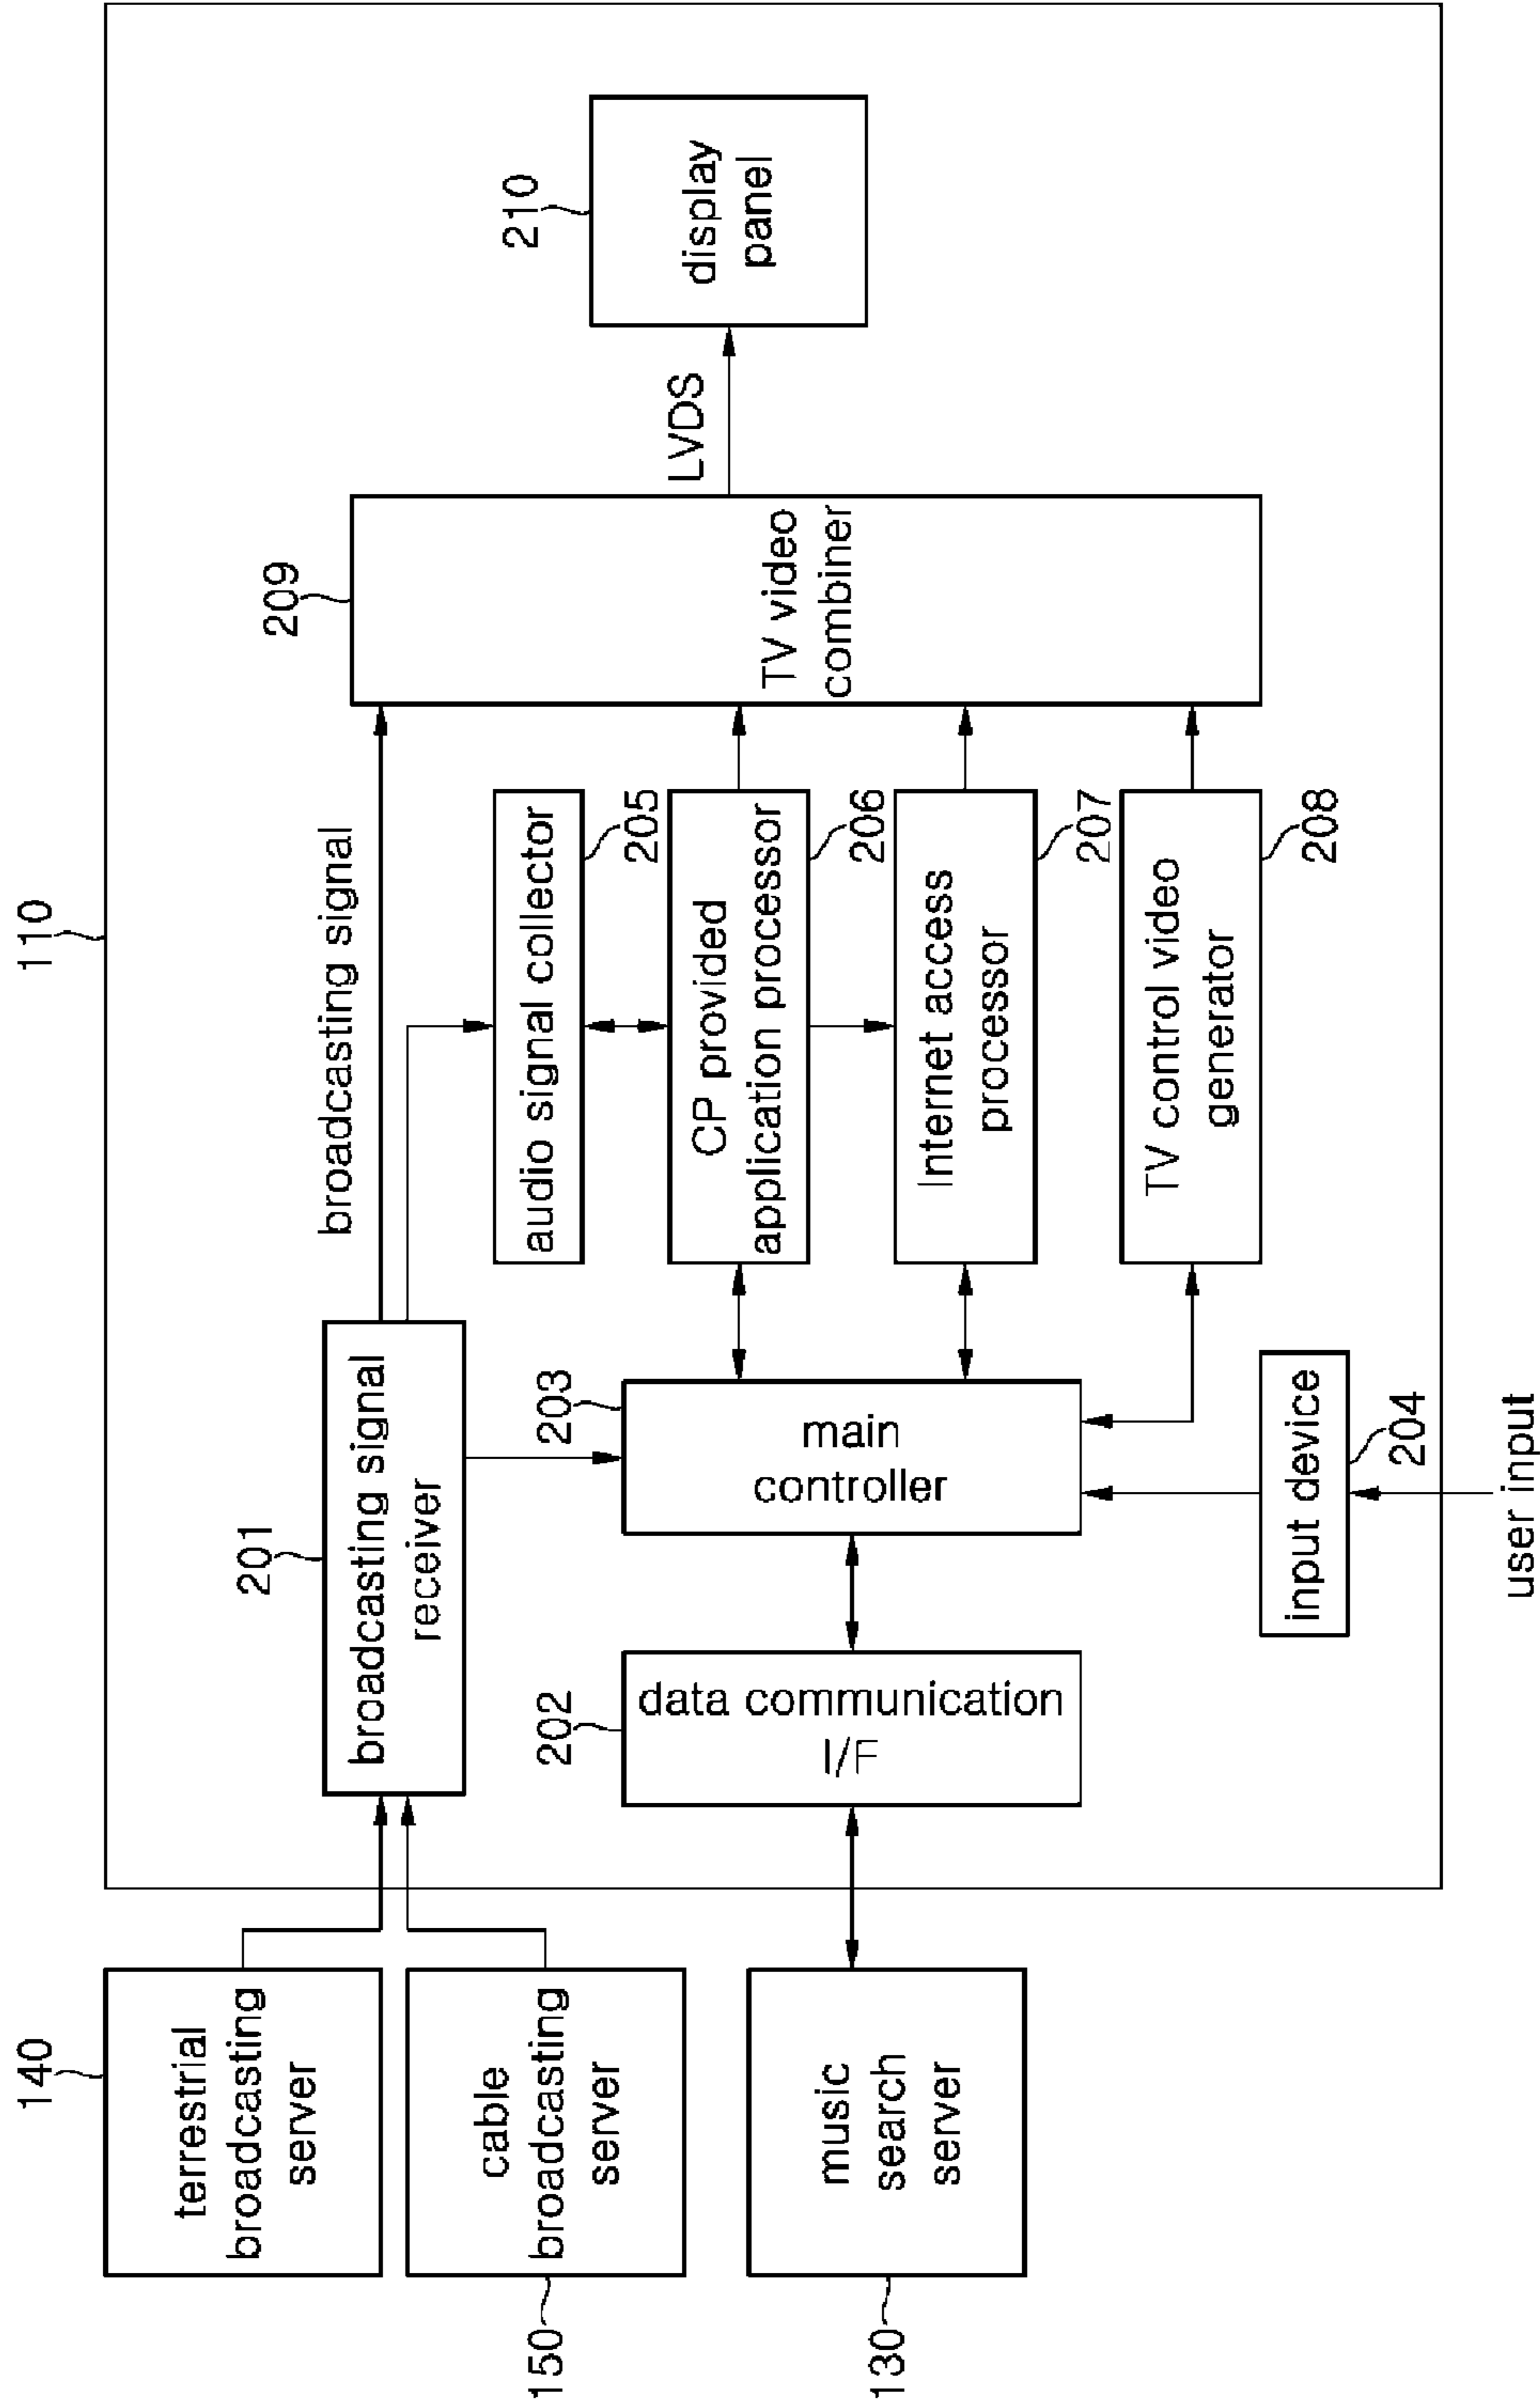 110
140
terrestrial
broadcasting
server
150
cable
broadcasting
server
130
music
search
server
201
broadcasting signal
receiver
202
data communication
I/F
203
main
controller
input device
204
user input
broadcasting signal
audio signal collector
205
CP provided
application processor
206
Internet access
processor
207
TV control video
generator
208
209
TV video
combiner
LVDS
210
display
panel